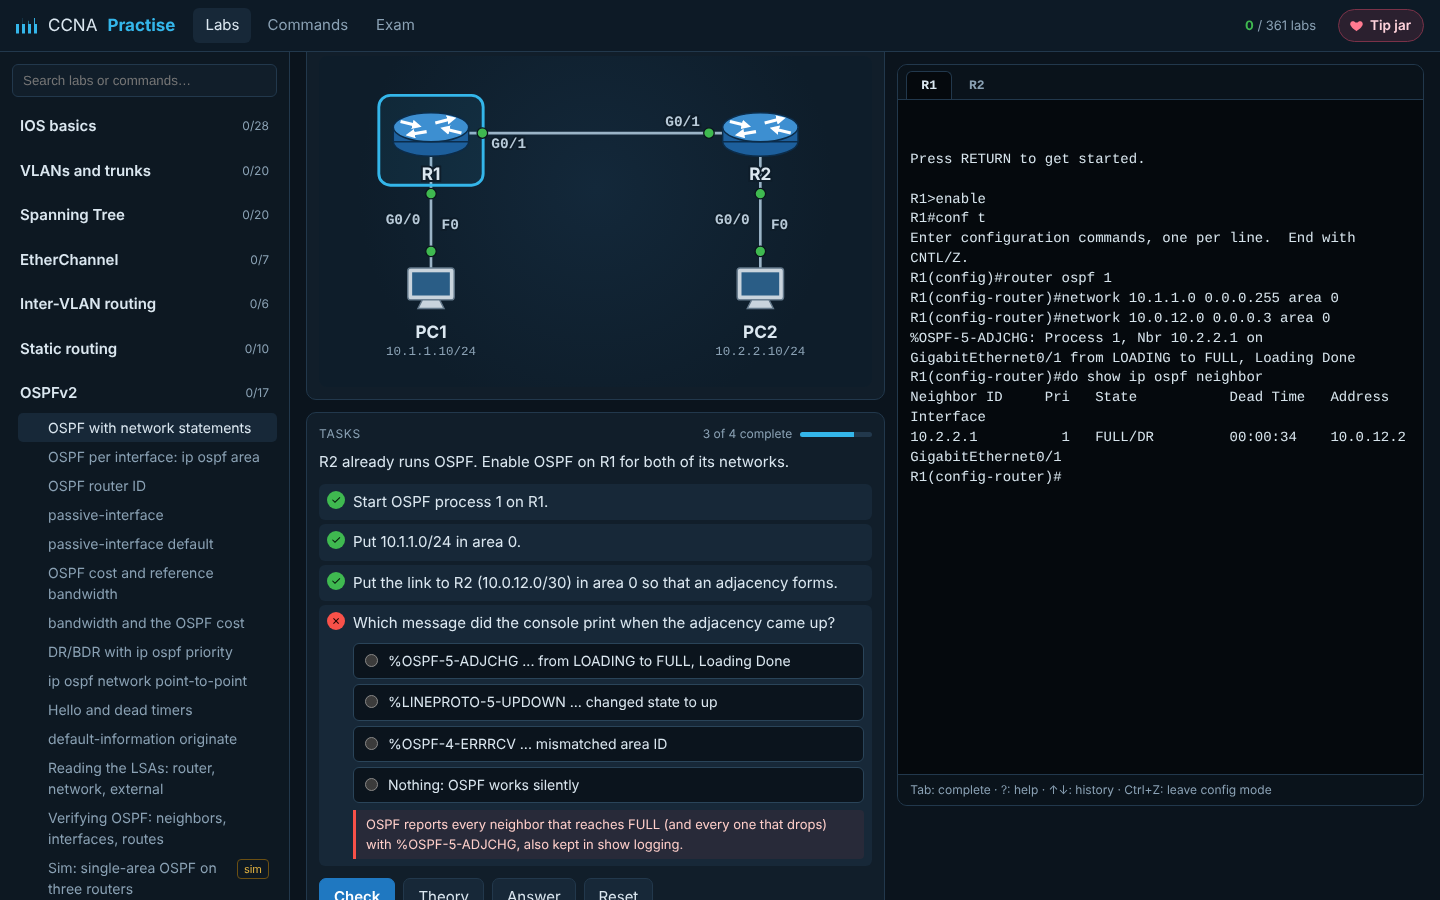 CCNA Practise
Labs
Commands
Exam
0 / 361 labs
Tip jar
Search labs or commands...
IOS basics 0/28
VLANs and trunks 0/20
Spanning Tree 0/20
EtherChannel 0/7
Inter-VLAN routing 0/6
Static routing 0/10
OSPFv2 0/17
OSPF with network statements
OSPF per interface: ip ospf area
OSPF router ID
passive-interface
passive-interface default
OSPF cost and reference
bandwidth
bandwidth and the OSPF cost
DR/BDR with ip ospf priority
ip ospf network point-to-point
Hello and dead timers
default-information originate
Reading the LSAs: router,
network, external
Verifying OSPF: neighbors,
interfaces, routes
Sim: single-area OSPF on
three routers
sim
G0/1
G0/1
R1
R2
G0/0 F0
G0/0 F0
PC1
10.1.1.10/24
PC2
10.2.2.10/24
TASKS
3 of 4 complete
R2 already runs OSPF. Enable OSPF on R1 for both of its networks.
Start OSPF process 1 on R1.
Put 10.1.1.0/24 in area 0.
Put the link to R2 (10.0.12.0/30) in area 0 so that an adjacency forms.
Which message did the console print when the adjacency came up?
%OSPF-5-ADJCHG ... from LOADING to FULL, Loading Done
%LINEPROTO-5-UPDOWN ... changed state to up
%OSPF-4-ERRRCV ... mismatched area ID
Nothing: OSPF works silently
OSPF reports every neighbor that reaches FULL (and every one that drops)
with %OSPF-5-ADJCHG, also kept in show logging.
Check
Theory
Answer
Reset
R1
R2
Press RETURN to get started.
R1>enable
R1#conf t
Enter configuration commands, one per line.  End with
CNTL/Z.
R1(config)#router ospf 1
R1(config-router)#network 10.1.1.0 0.0.0.255 area 0
R1(config-router)#network 10.0.12.0 0.0.0.3 area 0
%OSPF-5-ADJCHG: Process 1, Nbr 10.2.2.1 on
GigabitEthernet0/1 from LOADING to FULL, Loading Done
R1(config-router)#do show ip ospf neighbor
Neighbor ID     Pri   State           Dead Time   Address
Interface
10.2.2.1          1   FULL/DR         00:00:34    10.0.12.2
GigabitEthernet0/1
R1(config-router)#
Tab: complete · ?: help · ↑↓: history · Ctrl+Z: leave config mode